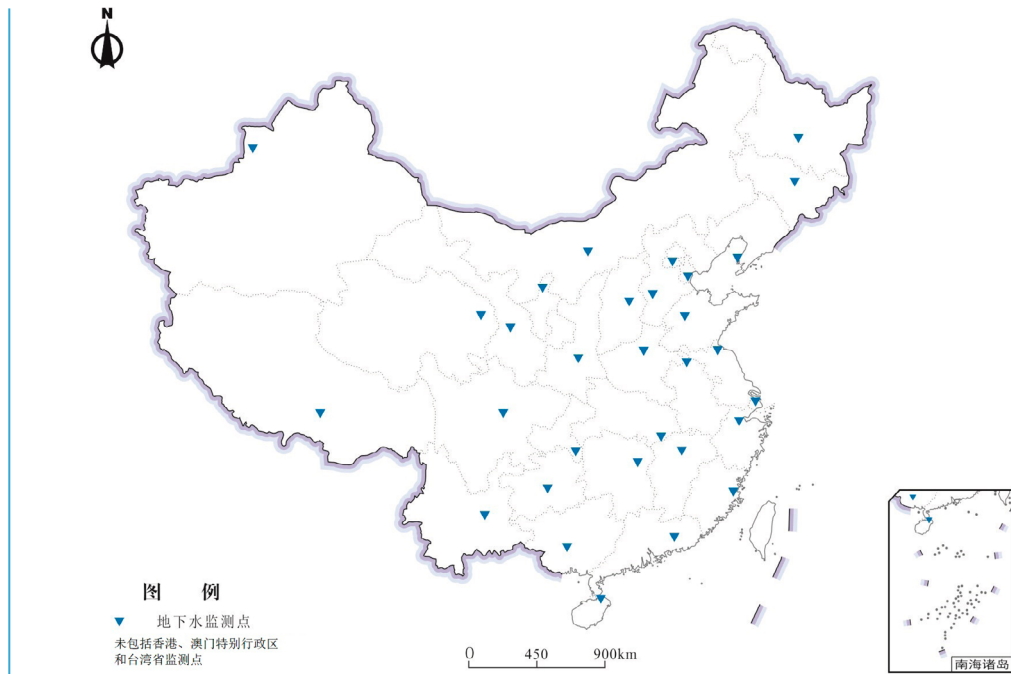 N
图 例
地下水监测点
未包括香港、澳门特别行政区
和台湾省监测点
0 450 900km
南海诸岛